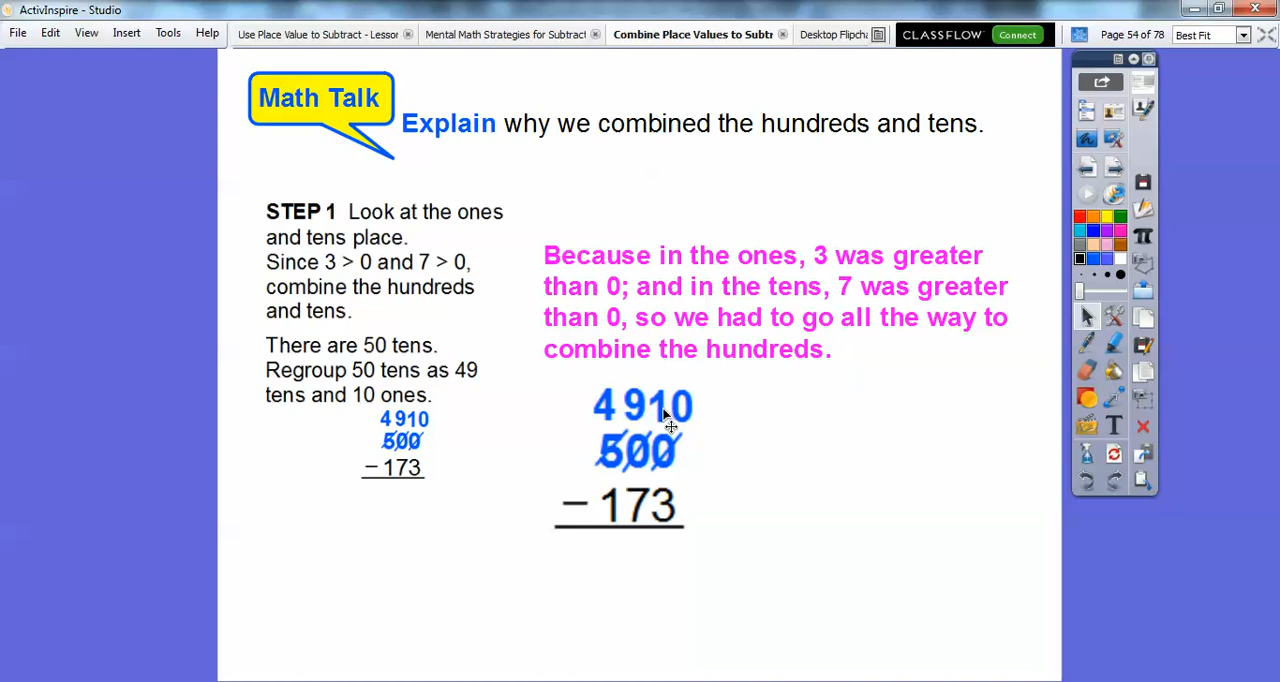 ActivInspire - Studio
File Edit View Insert Tools Help
Use Place Value to Subtract - Lessor
Mental Math Strategies for Subtract
Combine Place Values to Subtr
Desktop Flipcha
CLASSFLOW Connect
Page 54 of 78
Best Fit
Math Talk
Explain why we combined the hundreds and tens.
STEP 1 Look at the ones
and tens place.
Since 3 > 0 and 7 > 0,
combine the hundreds
and tens.
There are 50 tens.
Regroup 50 tens as 49
tens and 10 ones.
4 9 10
500
− 173
Because in the ones, 3 was greater
than 0; and in the tens, 7 was greater
than 0, so we had to go all the way to
combine the hundreds.
4 9 10
500
− 173